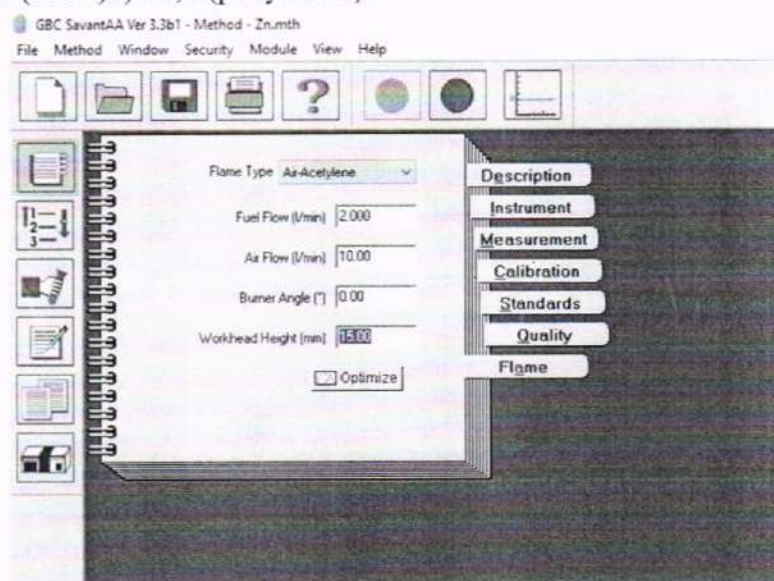 GBC SavantAA Ver 3.3b1 - Method - Zn.mth
File Method Window Security Module View Help
Flame Type Air-Acetylene
Fuel Flow (l/min) 2.000
Air Flow (l/min) 10.00
Burner Angle (°) 0.00
Workhead Height (mm) 15.00
Optimize
Description
Instrument
Measurement
Calibration
Standards
Quality
Flame